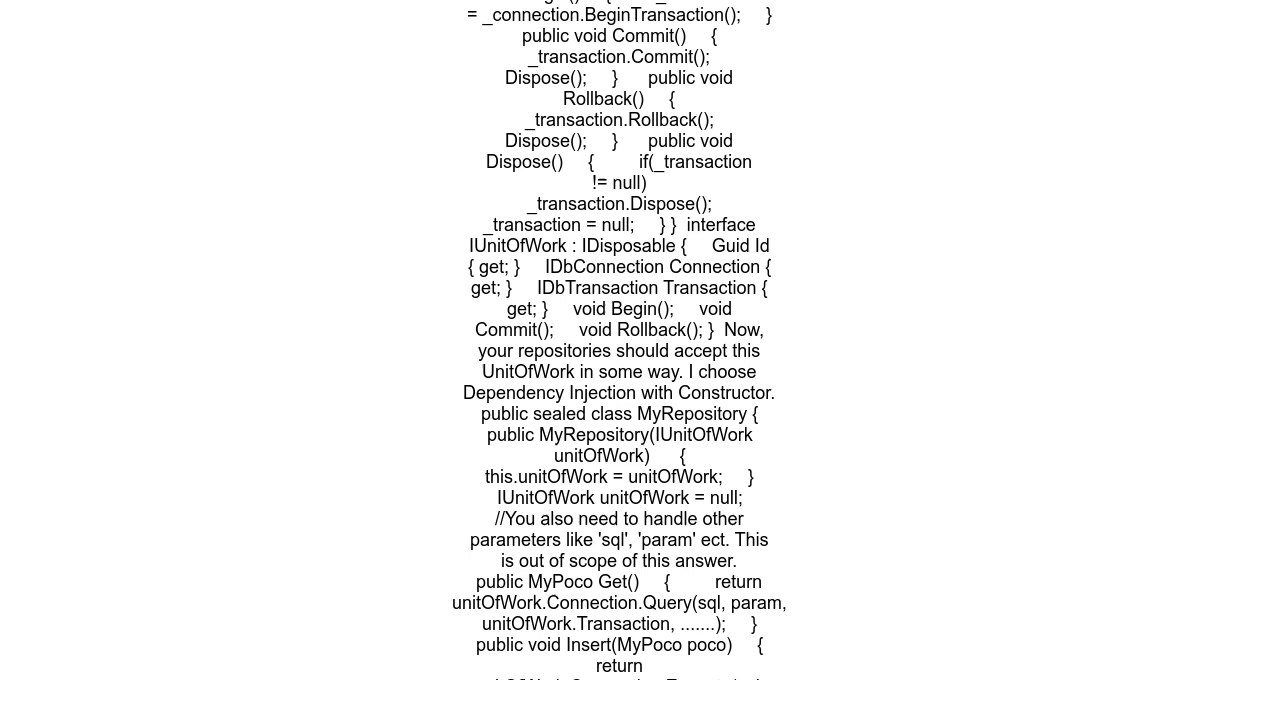 = _connection.BeginTransaction();     }
public void Commit()     {
_transaction.Commit();
Dispose();     }      public void
Rollback()     {
_transaction.Rollback();
Dispose();     }      public void
Dispose()     {         if(_transaction
!= null)
_transaction.Dispose();
_transaction = null;     } }  interface
IUnitOfWork : IDisposable {     Guid Id
{ get; }     IDbConnection Connection {
get; }     IDbTransaction Transaction {
get; }     void Begin();     void
Commit();     void Rollback(); }  Now,
your repositories should accept this
UnitOfWork in some way. I choose
Dependency Injection with Constructor.
public sealed class MyRepository {
public MyRepository(IUnitOfWork
unitOfWork)      {
this.unitOfWork = unitOfWork;     }
IUnitOfWork unitOfWork = null;
//You also need to handle other
parameters like 'sql', 'param' ect. This
is out of scope of this answer.
public MyPoco Get()     {         return
unitOfWork.Connection.Query(sql, param,
unitOfWork.Transaction, .......);     }
public void Insert(MyPoco poco)     {
return